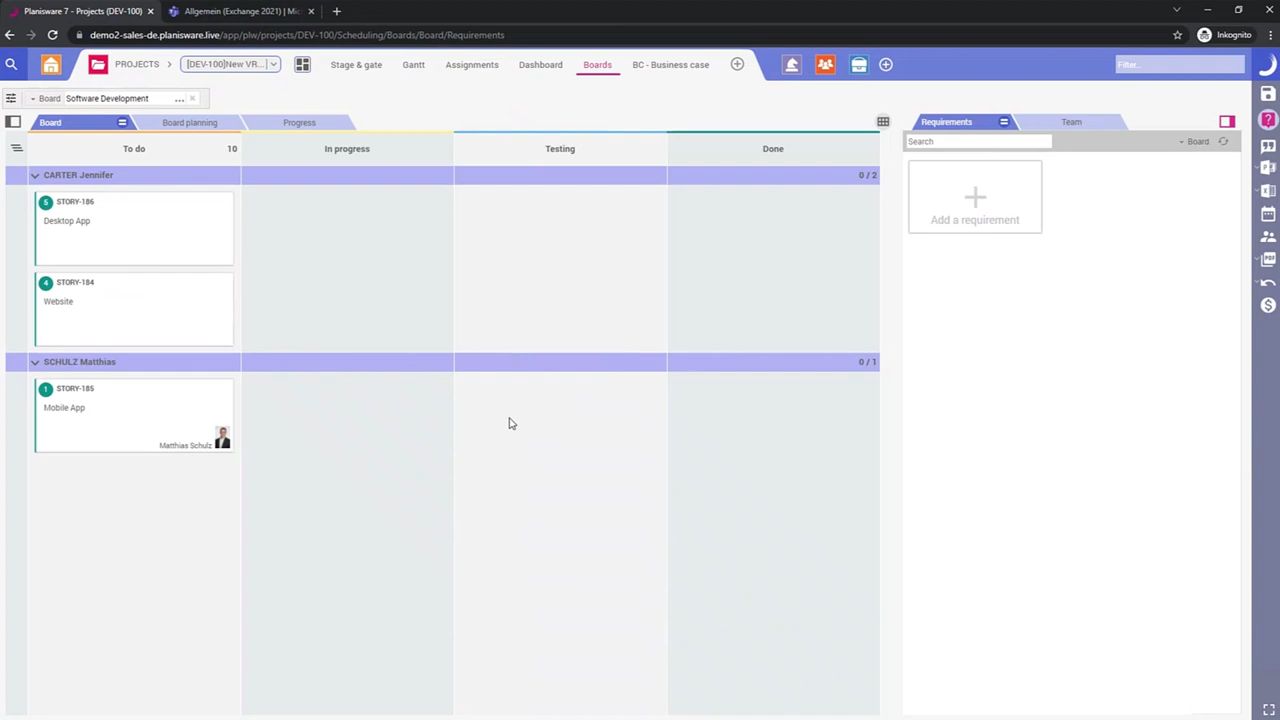 Planisware 7 - Projects (DEV-100)
Allgemein (Exchange 2021) | Mic
demo2-sales-de.planisware.live/app/plw/projects/DEV-100/Scheduling/Boards/Board/Requirements
Inkognito
PROJECTS
[DEV-100]New VR...
Stage & gate
Gantt
Assignments
Dashboard
Boards
BC - Business case
Filter...
Board
Software Development
...
Board
Board planning
Progress
Requirements
Team
To do
10
In progress
Testing
Done
Search
Board
CARTER Jennifer
0 / 2
5
STORY-186
Desktop App
4
STORY-184
Website
Add a requirement
SCHULZ Matthias
0 / 1
1
STORY-185
Mobile App
Matthias Schulz